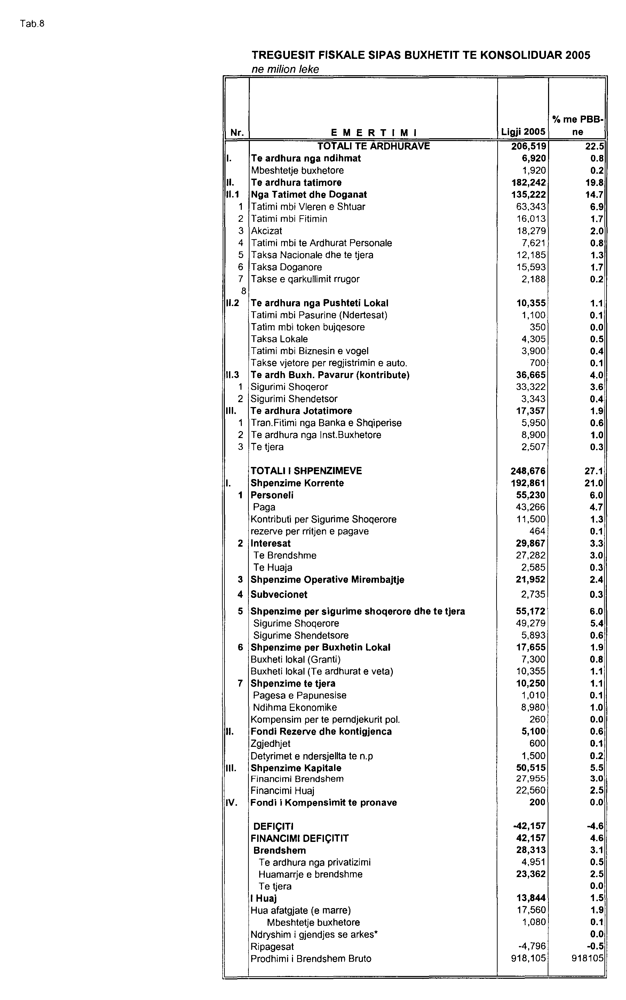 Tab.8
TREGUESIT FISKALE SIPAS BUXHETIT TE KONSOLIDUAR 2005
ne milion leke
% me PBB-
Nr. E M E R T I M I Ligji 2005 ne
TOTALI TE ARDHURAVE 206,519 22.5
I. Te ardhura nga ndihmat 6,920 0.8
Mbeshtetje buxhetore 1,920 0.2
II. Te ardhura tatimore 182,242 19.8
II.1 Nga Tatimet dhe Doganat 135,222 14.7
1 Tatimi mbi Vleren e Shtuar 63,343 6.9
2 Tatimi mbi Fitimin 16,013 1.7
3 Akcizat 18,279 2.0
4 Tatimi mbi te Ardhurat Personale 7,621 0.8
5 Taksa Nacionale dhe te tjera 12,185 1.3
6 Taksa Doganore 15,593 1.7
7 Takse e qarkullimit rrugor 2,188 0.2
8
II.2 Te ardhura nga Pushteti Lokal 10,355 1.1
Tatimi mbi Pasurine (Ndertesat) 1,100 0.1
Tatim mbi token bujqesore 350 0.0
Taksa Lokale 4,305 0.5
Tatimi mbi Biznesin e vogel 3,900 0.4
Takse vjetore per regjistrimin e auto. 700 0.1
II.3 Te ardh Buxh. Pavarur (kontribute) 36,665 4.0
1 Sigurimi Shoqeror 33,322 3.6
2 Sigurimi Shendetsor 3,343 0.4
III. Te ardhura Jotatimore 17,357 1.9
1 Tran.Fitimi nga Banka e Shqiperise 5,950 0.6
2 Te ardhura nga Inst.Buxhetore 8,900 1.0
3 Te tjera 2,507 0.3
TOTALI I SHPENZIMEVE 248,676 27.1
I. Shpenzime Korrente 192,861 21.0
1 Personeli 55,230 6.0
Paga 43,266 4.7
Kontributi per Sigurime Shoqerore 11,500 1.3
rezerve per rritjen e pagave 464 0.1
2 Interesat 29,867 3.3
Te Brendshme 27,282 3.0
Te Huaja 2,585 0.3
3 Shpenzime Operative Mirembajtje 21,952 2.4
4 Subvecionet 2,735 0.3
5 Shpenzime per sigurime shoqerore dhe te tjera 55,172 6.0
Sigurime Shoqerore 49,279 5.4
Sigurime Shendetsore 5,893 0.6
6 Shpenzime per Buxhetin Lokal 17,655 1.9
Buxheti lokal (Granti) 7,300 0.8
Buxheti lokal (Te ardhurat e veta) 10,355 1.1
7 Shpenzime te tjera 10,250 1.1
Pagesa e Papunesise 1,010 0.1
Ndihma Ekonomike 8,980 1.0
Kompensim per te perndjekurit pol. 260 0.0
II. Fondi Rezerve dhe kontigjenca 5,100 0.6
Zgjedhjet 600 0.1
Detyrimet e ndersjellta te n.p 1,500 0.2
III. Shpenzime Kapitale 50,515 5.5
Financimi Brendshem 27,955 3.0
Financimi Huaj 22,560 2.5
IV. Fondi i Kompensimit te pronave 200 0.0
DEFIÇITI -42,157 -4.6
FINANCIMI DEFIÇITIT 42,157 4.6
Brendshem 28,313 3.1
Te ardhura nga privatizimi 4,951 0.5
Huamarrje e brendshme 23,362 2.5
Te tjera 0.0
I Huaj 13,844 1.5
Hua afatgjate (e marre) 17,560 1.9
Mbeshtetje buxhetore 1,080 0.1
Ndryshim i gjendjes se arkes* 0.0
Ripagesat -4,796 -0.5
Prodhimi i Brendshem Bruto 918,105 918105